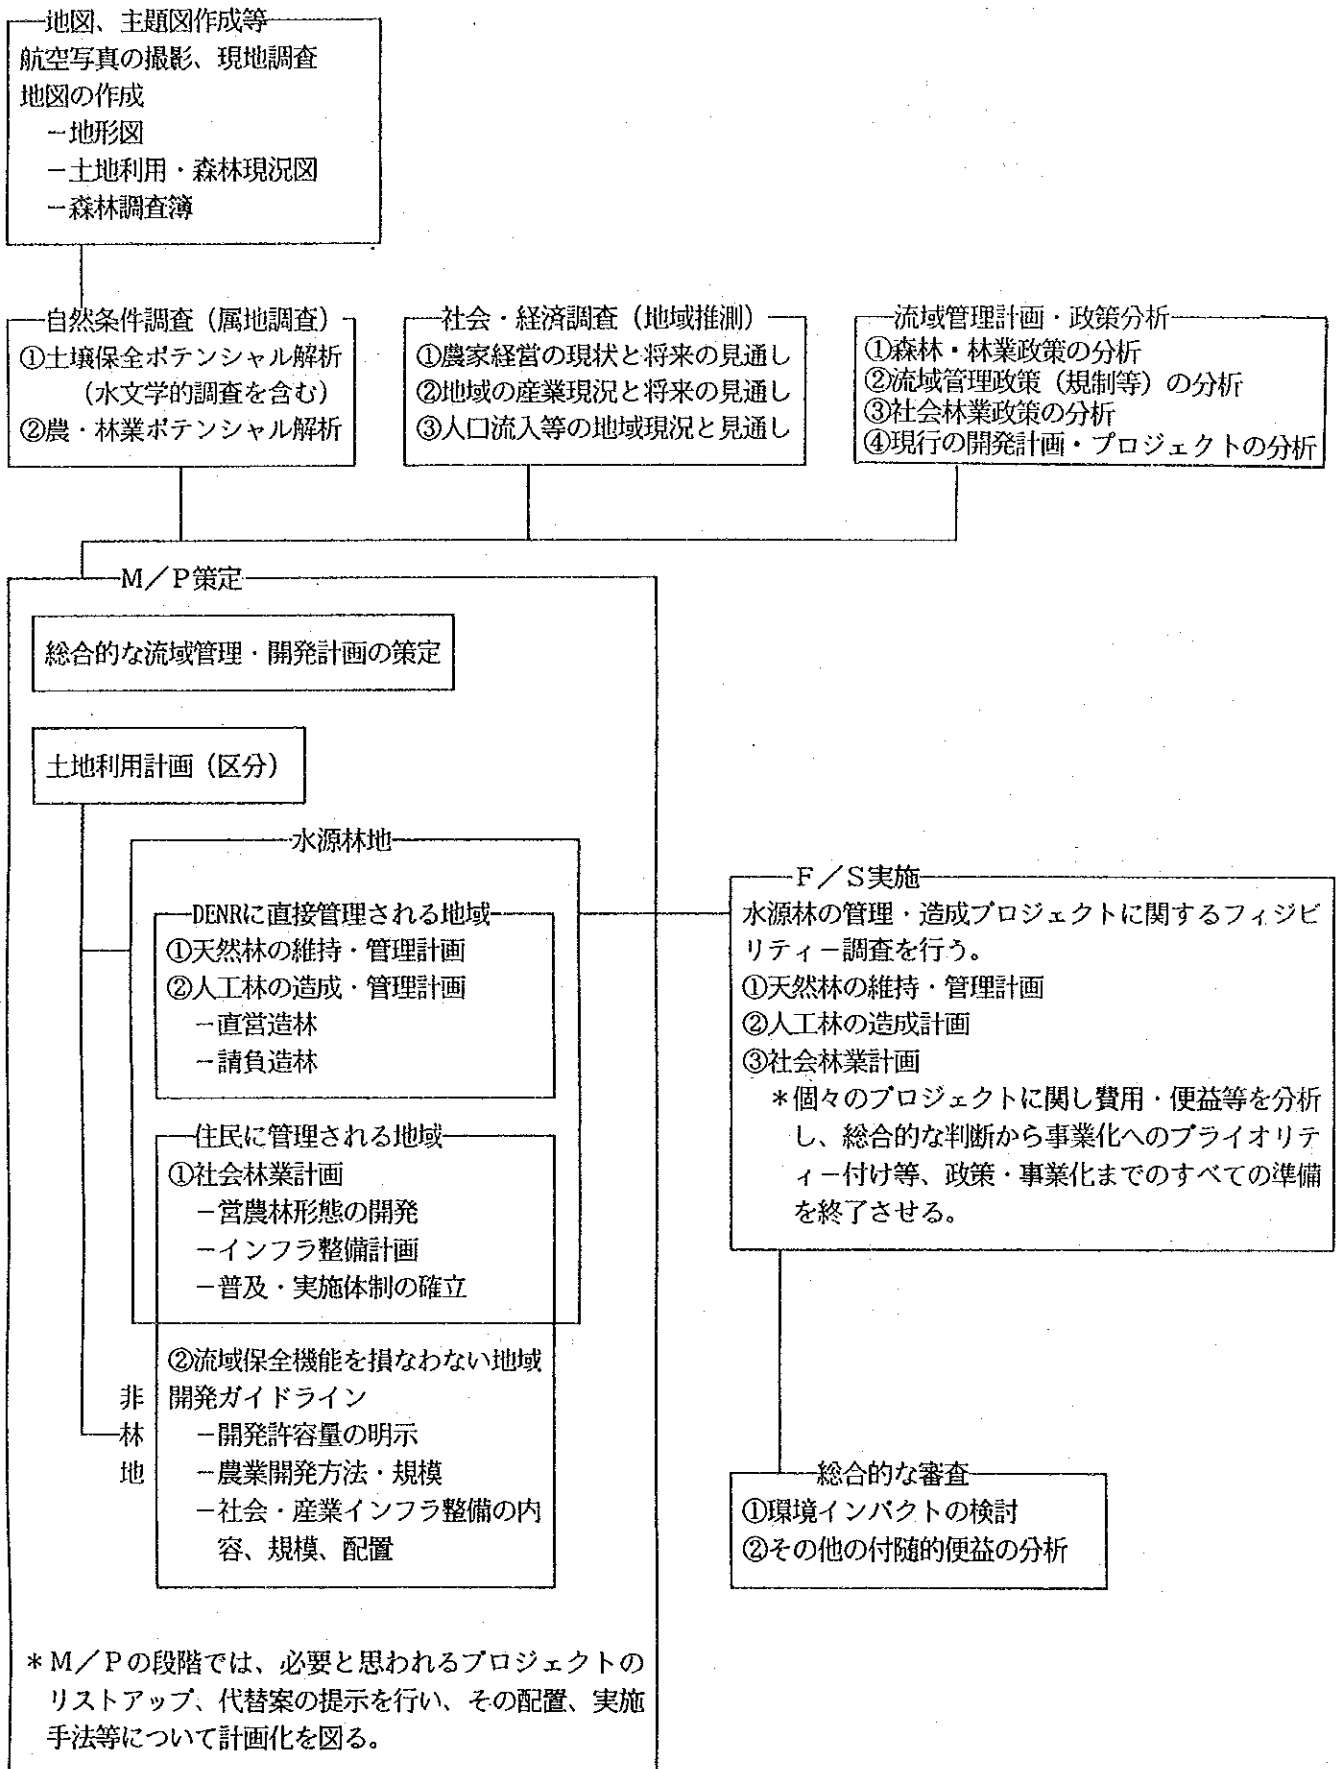 地図、主題図作成等
航空写真の撮影、現地調査
地図の作成
－地形図
－土地利用・森林現況図
－森林調査簿
自然条件調査（属地調査）
①土壌保全ポテンシャル解析
（水文学的調査を含む）
②農・林業ポテンシャル解析
社会・経済調査（地域推測）
①農家経営の現状と将来の見通し
②地域の産業現況と将来の見通し
③人口流入等の地域現況と見通し
流域管理計画・政策分析
①森林・林業政策の分析
②流域管理政策（規制等）の分析
③社会林業政策の分析
④現行の開発計画・プロジェクトの分析
Ｍ／Ｐ策定
総合的な流域管理・開発計画の策定
土地利用計画（区分）
水源林地
DENRに直接管理される地域
①天然林の維持・管理計画
②人工林の造成・管理計画
－直営造林
－請負造林
住民に管理される地域
①社会林業計画
－営農林形態の開発
－インフラ整備計画
－普及・実施体制の確立
②流域保全機能を損なわない地域
開発ガイドライン
－開発許容量の明示
－農業開発方法・規模
－社会・産業インフラ整備の内
容、規模、配置
非
林
地
＊Ｍ／Ｐの段階では、必要と思われるプロジェクトの
リストアップ、代替案の提示を行い、その配置、実施
手法等について計画化を図る。
Ｆ／Ｓ実施
水源林の管理・造成プロジェクトに関するフィジビ
リティー調査を行う。
①天然林の維持・管理計画
②人工林の造成計画
③社会林業計画
＊個々のプロジェクトに関し費用・便益等を分析
し、総合的な判断から事業化へのプライオリテ
ィー付け等、政策・事業化までのすべての準備
を終了させる。
総合的な審査
①環境インパクトの検討
②その他の付随的便益の分析